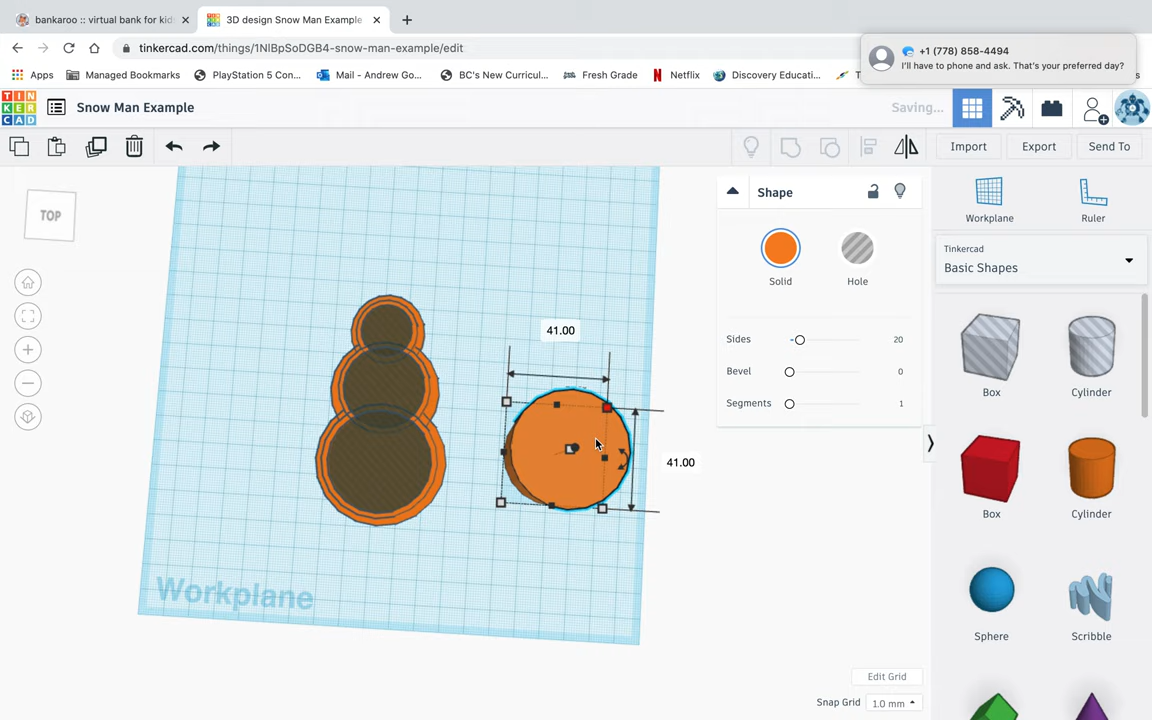 bankaroo :: virtual bank for kid
3D design Snow Man Example
tinkercad.com/things/1NlBpSoDGB4-snow-man-example/edit
+1 (778) 858-4494
I'll have to phone and ask. That's your preferred day?
Apps
Managed Bookmarks
PlayStation 5 Con...
Mail - Andrew Go...
BC's New Curricul...
Fresh Grade
Netflix
Discovery Educati...
TIN
KER
CAD
Snow Man Example
Saving...
Import
Export
Send To
TOP
Shape
Solid
Hole
Sides
20
Bevel
0
Segments
1
Workplane
Ruler
Tinkercad
Basic Shapes
Box
Cylinder
Box
Cylinder
Sphere
Scribble
41.00
41.00
Workplane
Edit Grid
Snap Grid
1.0 mm